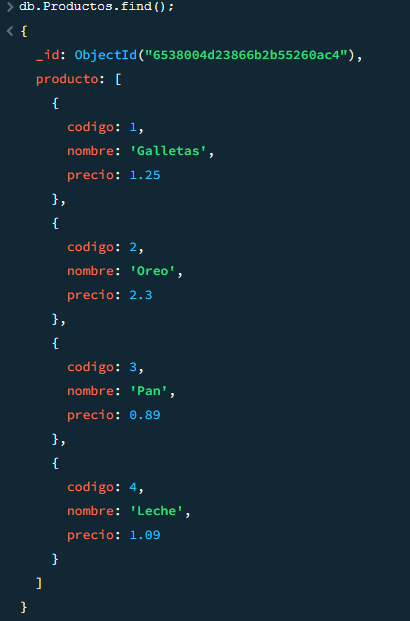 > db.Productos.find();
< {
_id: ObjectId("6538004d23866b2b55260ac4"),
producto: [
{
codigo: 1,
nombre: 'Galletas',
precio: 1.25
},
{
codigo: 2,
nombre: 'Oreo',
precio: 2.3
},
{
codigo: 3,
nombre: 'Pan',
precio: 0.89
},
{
codigo: 4,
nombre: 'Leche',
precio: 1.09
}
]
}